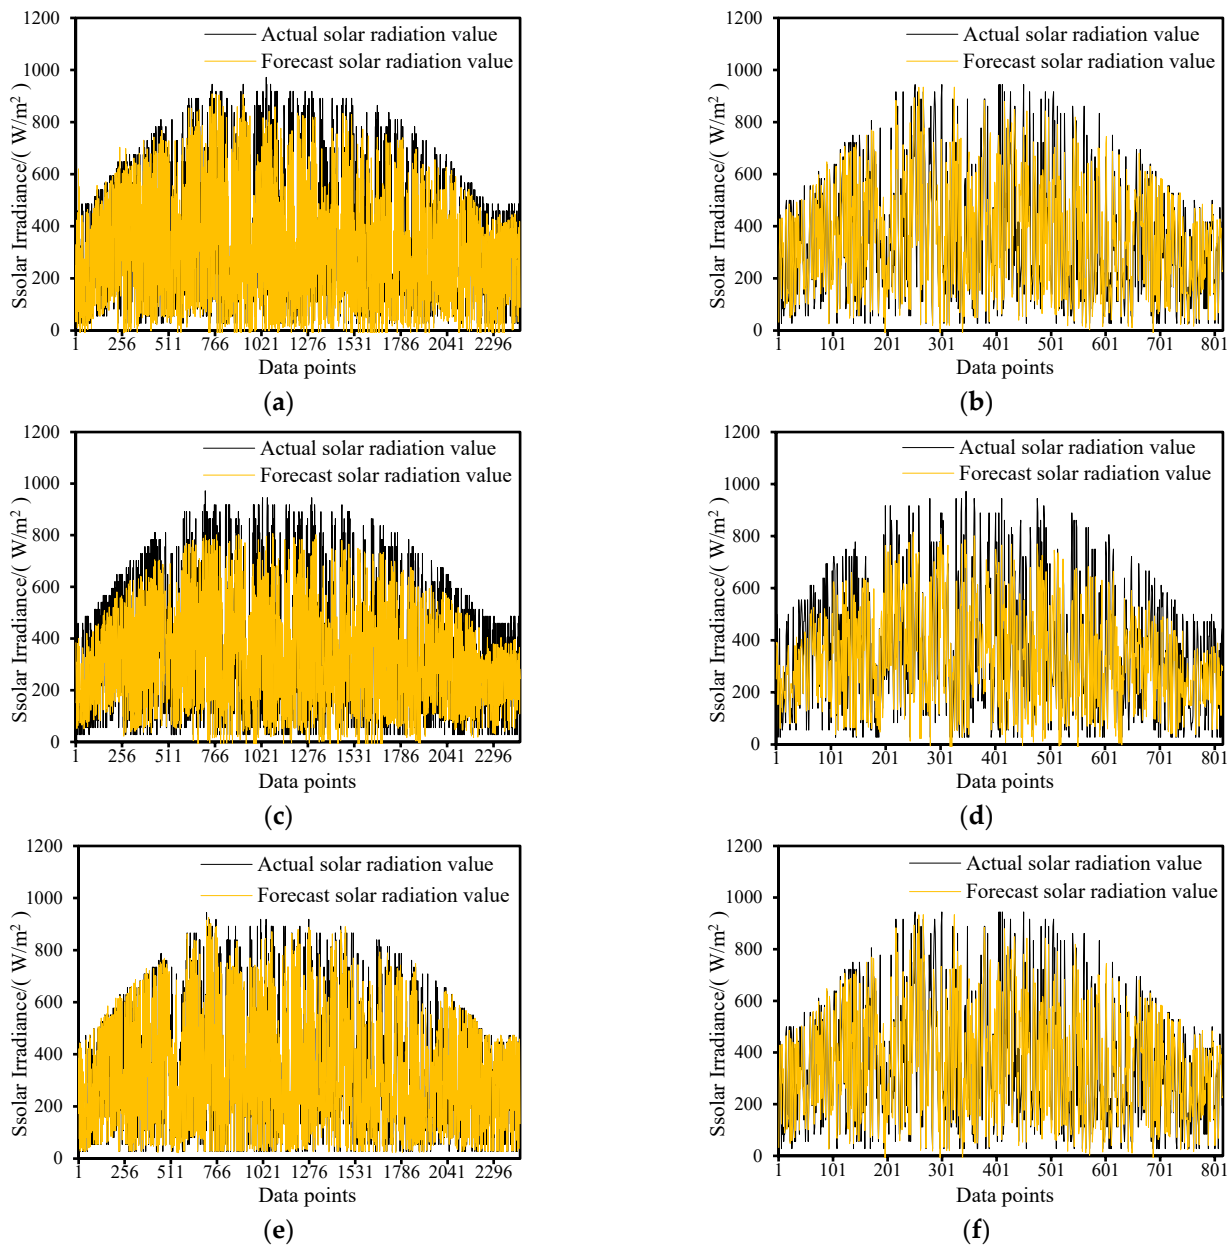 Ssolar Irradiance/( W/m² )
1200
1000
800
600
400
200
0
Actual solar radiation value
Forecast solar radiation value
1 256 511 766 1021 1276 1531 1786 2041 2296
Data points
(a)
Ssolar Irradiance/( W/m² )
1200
1000
800
600
400
200
0
Actual solar radiation value
Forecast solar radiation value
1 101 201 301 401 501 601 701 801
Data points
(b)
Ssolar Irradiance/( W/m² )
1200
1000
800
600
400
200
0
Actual solar radiation value
Forecast solar radiation value
1 256 511 766 1021 1276 1531 1786 2041 2296
Data points
(c)
Ssolar Irradiance/( W/m² )
1200
1000
800
600
400
200
0
Actual solar radiation value
Forecast solar radiation value
1 101 201 301 401 501 601 701 801
Data points
(d)
Ssolar Irradiance/( W/m² )
1200
1000
800
600
400
200
0
Actual solar radiation value
Forecast solar radiation value
1 256 511 766 1021 1276 1531 1786 2041 2296
Data points
(e)
Ssolar Irradiance/( W/m² )
1200
1000
800
600
400
200
0
Actual solar radiation value
Forecast solar radiation value
1 101 201 301 401 501 601 701 801
Data points
(f)